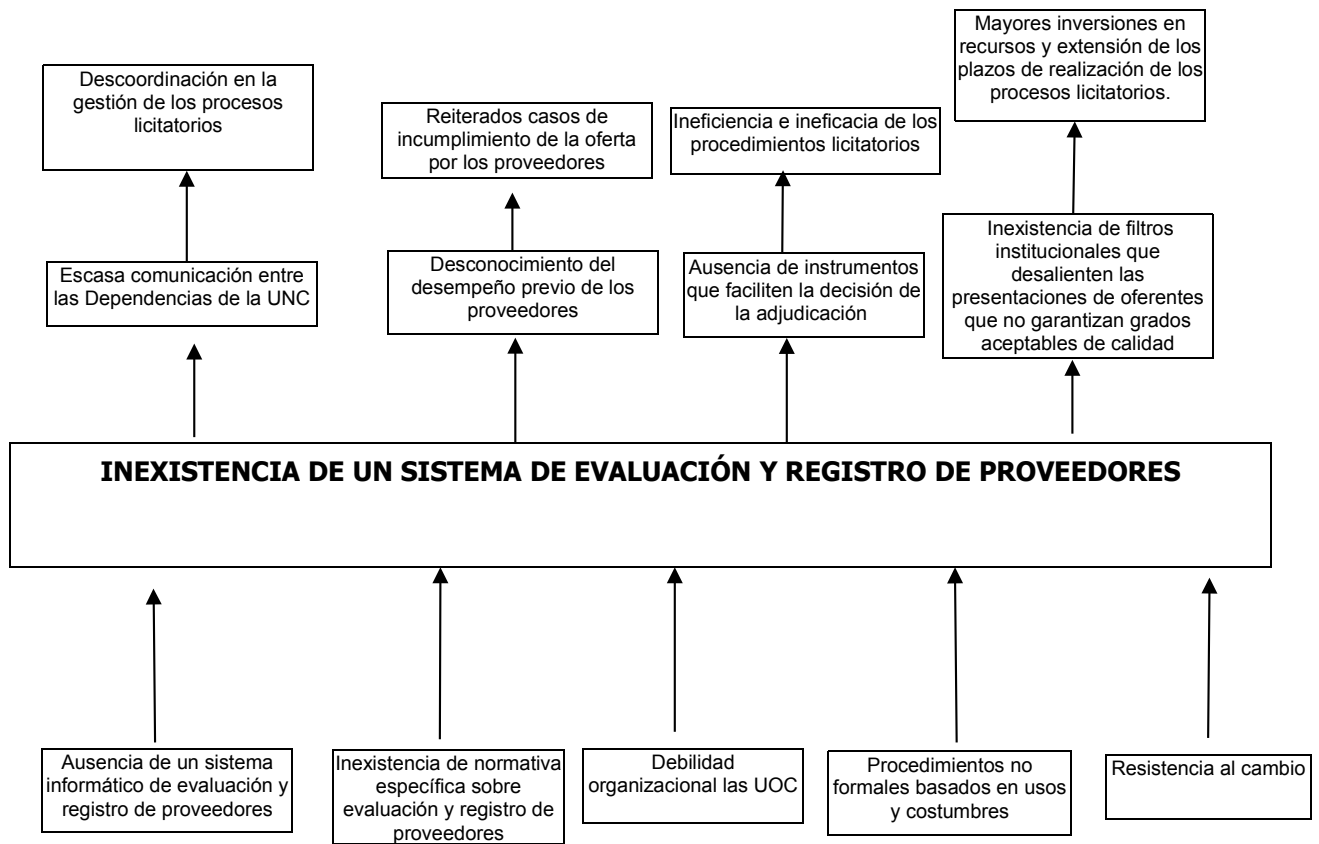 Mayores inversiones en
recursos y extensión de los
plazos de realización de los
procesos licitatorios.
Descoordinación en la
gestión de los procesos
licitatorios
Reiterados casos de
incumplimiento de la oferta
por los proveedores
Ineficiencia e ineficacia de los
procedimientos licitatorios
Escasa comunicación entre
las Dependencias de la UNC
Desconocimiento del
desempeño previo de los
proveedores
Ausencia de instrumentos
que faciliten la decisión de
la adjudicación
Inexistencia de filtros
institucionales que
desalienten las
presentaciones de oferentes
que no garantizan grados
aceptables de calidad
INEXISTENCIA DE UN SISTEMA DE EVALUACIÓN Y REGISTRO DE PROVEEDORES
Ausencia de un sistema
informático de evaluación y
registro de proveedores
Inexistencia de normativa
específica sobre
evaluación y registro de
proveedores
Debilidad
organizacional las UOC
Procedimientos no
formales basados en usos
y costumbres
Resistencia al cambio